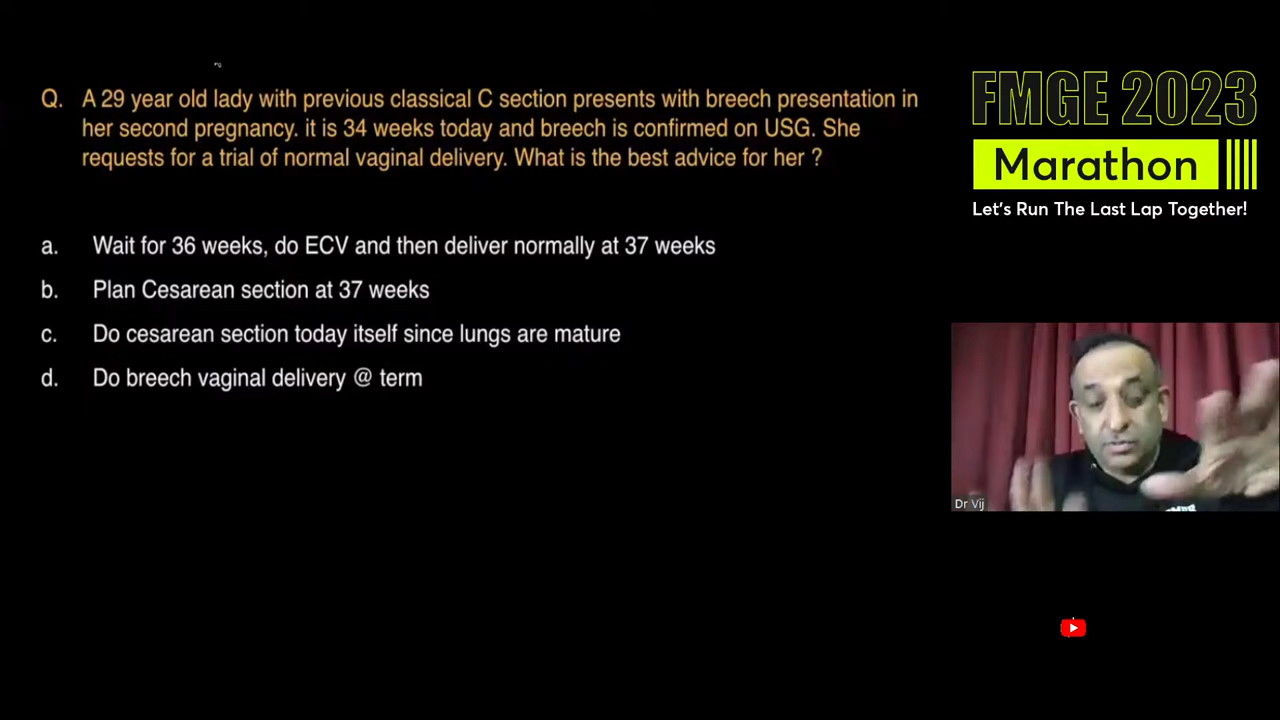 Q. A 29 year old lady with previous classical C section presents with breech presentation in
her second pregnancy. it is 34 weeks today and breech is confirmed on USG. She
requests for a trial of normal vaginal delivery. What is the best advice for her ?
a. Wait for 36 weeks, do ECV and then deliver normally at 37 weeks
b. Plan Cesarean section at 37 weeks
c. Do cesarean section today itself since lungs are mature
d. Do breech vaginal delivery @ term
FMGE 2023
Marathon
Let's Run The Last Lap Together!
Dr Vij